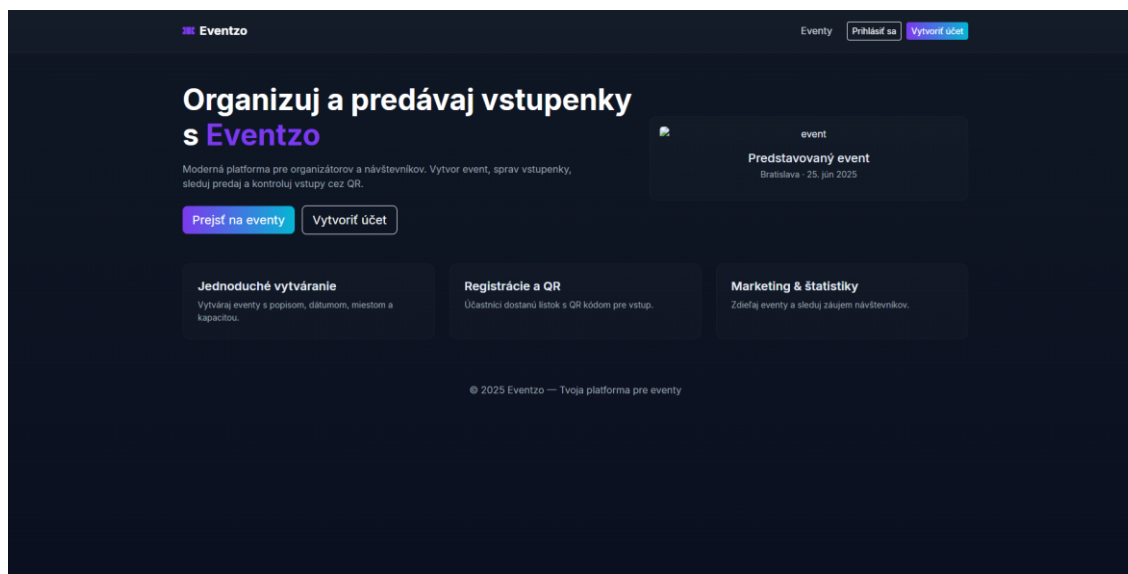 Eventzo
Eventy
Prihlásiť sa
Vytvoriť účet
Organizuj a predávaj vstupenky
s Eventzo
Moderná platforma pre organizátorov a návštevníkov. Vytvor event, sprav vstupenky,
sleduj predaj a kontroluj vstupy cez QR.
Prejsť na eventy
Vytvoriť účet
event
Predstavovaný event
Bratislava · 25. jún 2025
Jednoduché vytváranie
Vytváraj eventy s popisom, dátumom, miestom a
kapacitou.
Registrácie a QR
Účastníci dostanú lístok s QR kódom pre vstup.
Marketing & štatistiky
Zdieľaj eventy a sleduj záujem návštevníkov.
© 2025 Eventzo — Tvoja platforma pre eventy